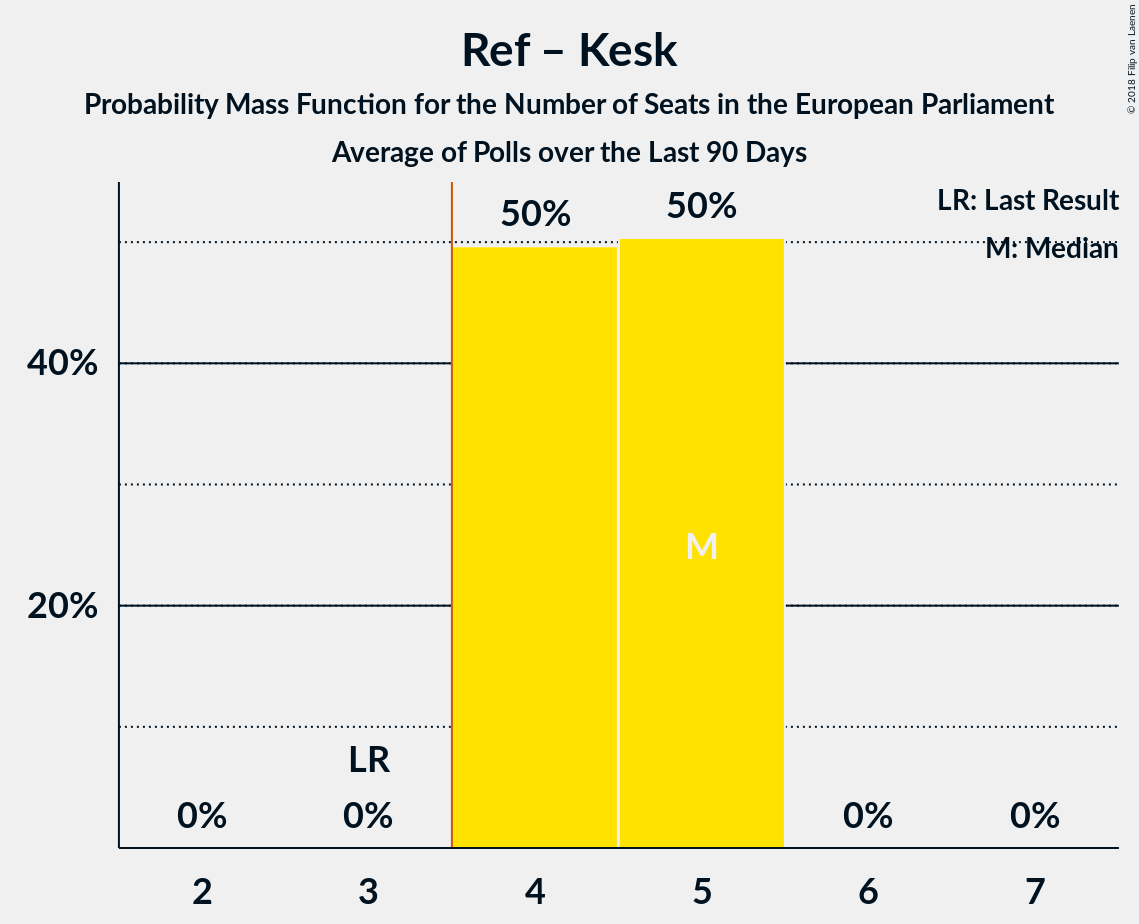 Ref – Kesk
Probability Mass Function for the Number of Seats in the European Parliament
Average of Polls over the Last 90 Days
© 2018 Filip van Laenen
LR: Last Result
M: Median
50%
50%
40%
20%
M
LR
0%
0%
0%
0%
2
3
4
5
6
7